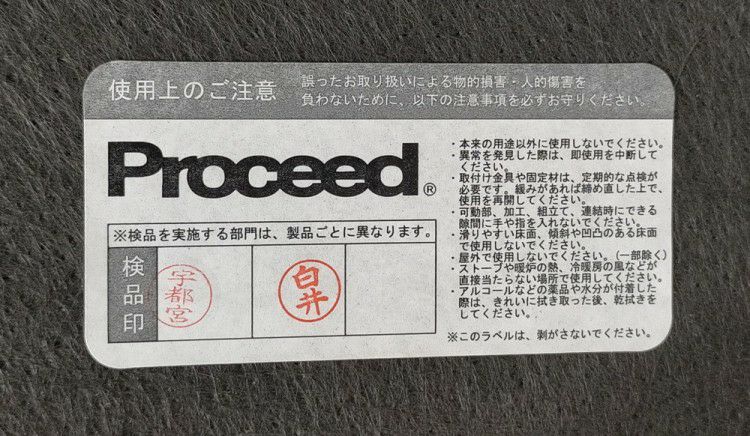 使用上のご注意
誤ったお取り扱いによる物的損害・人的傷害を
負わないために、以下の注意事項を必ずお守りください。
Proceed®
※検品を実施する部門は、製品ごとに異なります。
検品印
宇都宮
白井
・本来の用途以外に使用しないでください。
・異常を発見した際は、即使用を中断して
ください。
・取付け金具や固定材は、定期的な点検が
必要です。緩みがあれば締め直した上で、
使用を再開してください。
・可動部、加工、組立て、連結時にできる
隙間に手や指を入れないでください。
・滑りやすい床面、傾斜や凹凸のある床面
で使用しないでください。
・屋外で使用しないでください。（一部除く）
・ストーブや暖炉の熱、冷暖房の風などが
直接当たらない場所で使用してください。
・アルコールなどの薬品や水分が付着した
際は、きれいに拭き取った後、乾拭きを
してください。
※このラベルは、剥がさないでください。